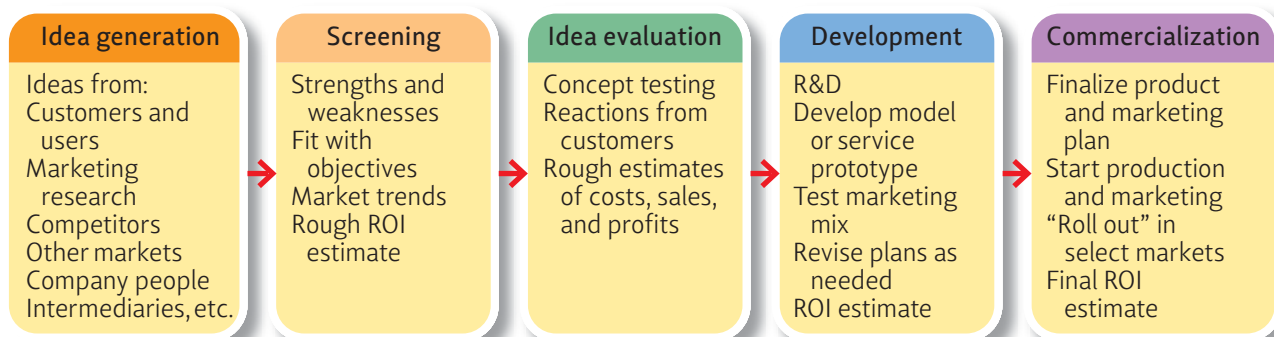 Idea generation
Ideas from:
Customers and
users
Marketing
research
Competitors
Other markets
Company people
Intermediaries, etc.
Screening
Strengths and
weaknesses
Fit with
objectives
Market trends
Rough ROI
estimate
Idea evaluation
Concept testing
Reactions from
customers
Rough estimates
of costs, sales,
and profits
Development
R&D
Develop model
or service
prototype
Test marketing
mix
Revise plans as
needed
ROI estimate
Commercialization
Finalize product
and marketing
plan
Start production
and marketing
“Roll out” in
select markets
Final ROI
estimate